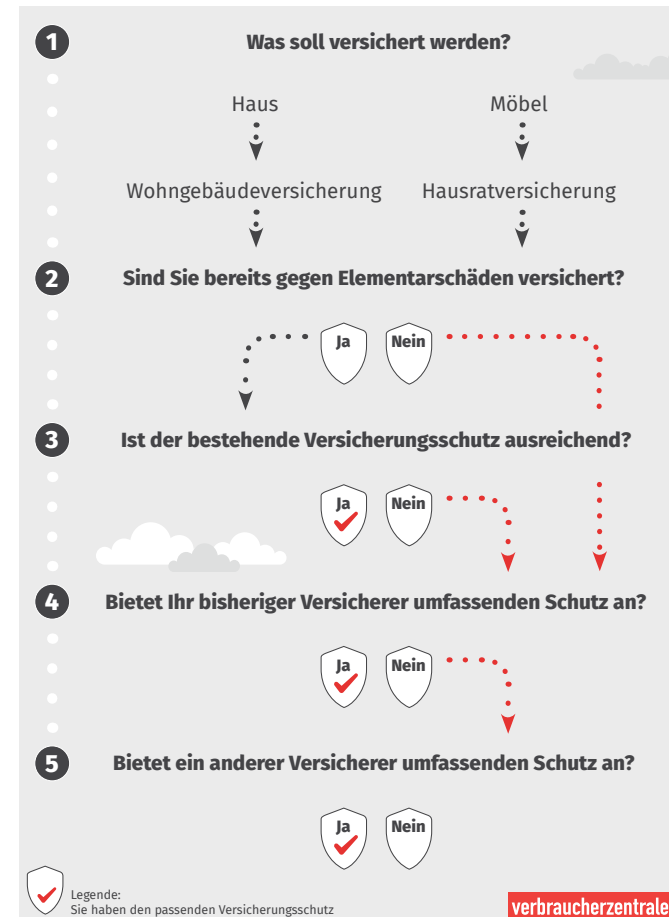 1
Was soll versichert werden?
Haus
Möbel
Wohngebäudeversicherung
Hausratversicherung
2
Sind Sie bereits gegen Elementarschäden versichert?
Ja
Nein
3
Ist der bestehende Versicherungsschutz ausreichend?
Ja
Nein
4
Bietet Ihr bisheriger Versicherer umfassenden Schutz an?
Ja
Nein
5
Bietet ein anderer Versicherer umfassenden Schutz an?
Ja
Nein
Legende:
Sie haben den passenden Versicherungsschutz
verbraucherzentrale